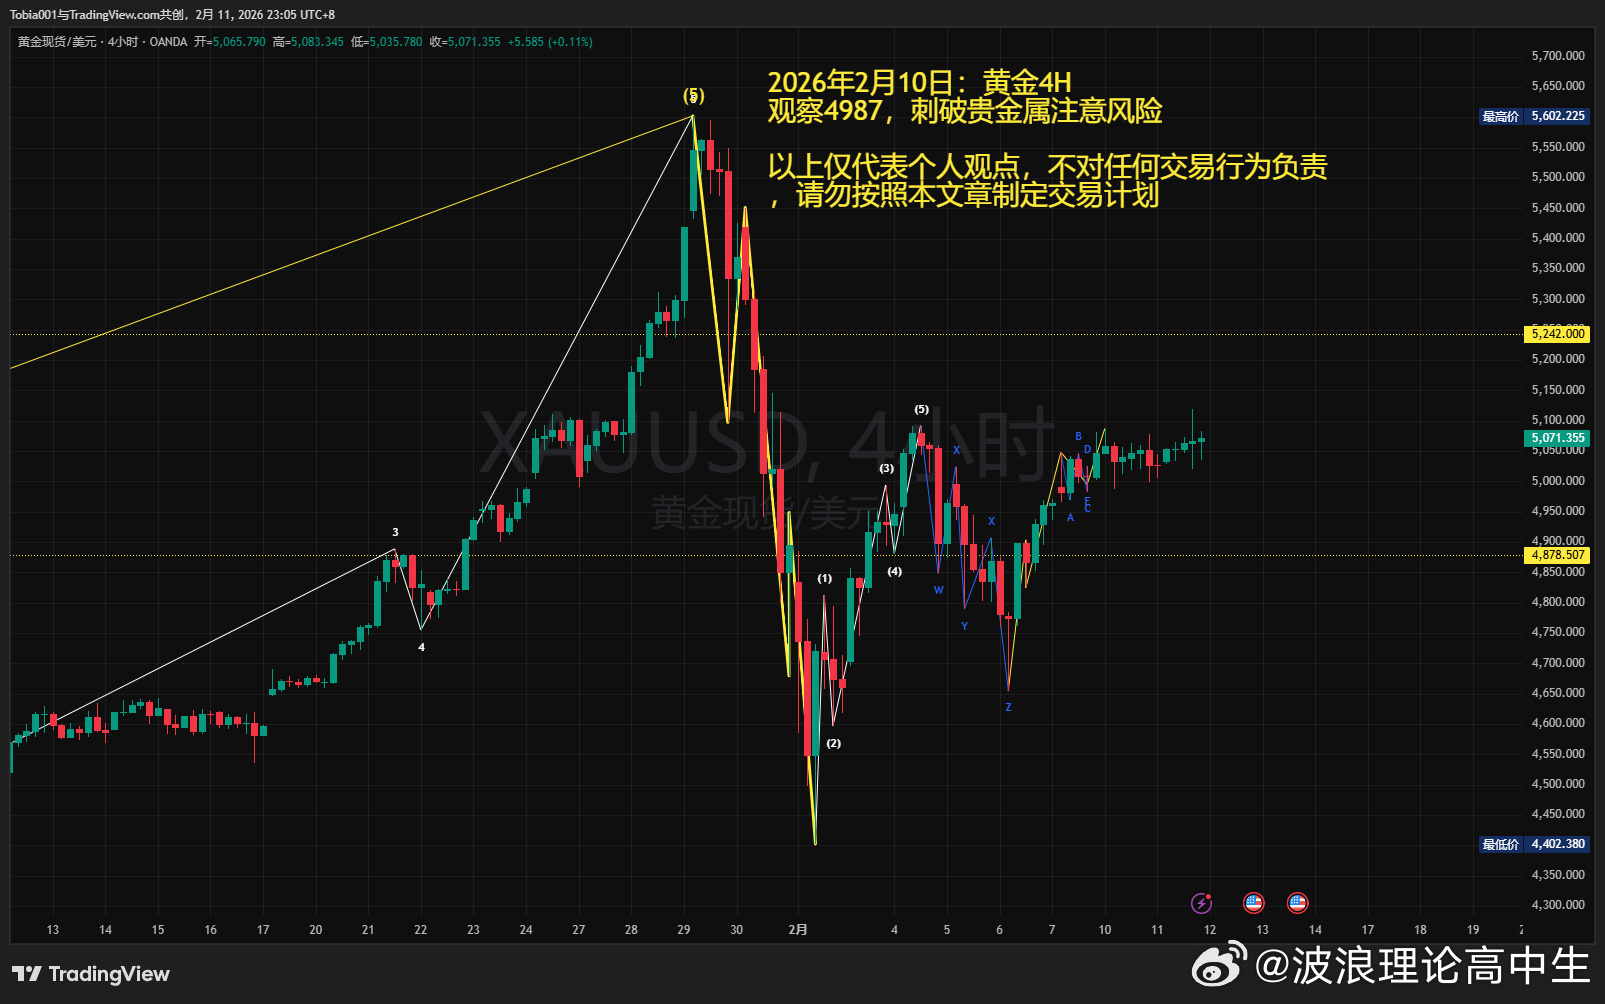 Tobia001与TradingView.com共创，2月 11, 2026 23:05 UTC+8
黄金现货/美元 · 4小时 · OANDA 开=5,065.790 高=5,083.345 低=5,035.780 收=5,071.355 +5.585 (+0.11%)
2026年2月10日：黄金4H
观察4987，刺破贵金属注意风险
以上仅代表个人观点，不对任何交易行为负责
，请勿按照本文章制定交易计划
XAUUSD, 4小时
黄金现货/美元
(5)
3
4
(1)
(2)
(3)
(4)
(5)
W
X
Y
X
Z
A
B
C
D
E
5,700.000
5,650.000
最高价 5,602.225
5,550.000
5,500.000
5,450.000
5,400.000
5,350.000
5,300.000
5,242.000
5,200.000
5,150.000
5,100.000
5,071.355
5,050.000
5,000.000
4,950.000
4,900.000
4,878.507
4,850.000
4,800.000
4,750.000
4,700.000
4,650.000
4,600.000
4,550.000
4,500.000
4,450.000
最低价 4,402.380
4,350.000
4,300.000
13 14 15 16 17 20 21 22 23 24 27 28 29 30 2月 4 5 6 7 10 11 12 13 14 17 18 19
TradingView
@波浪理论高中生